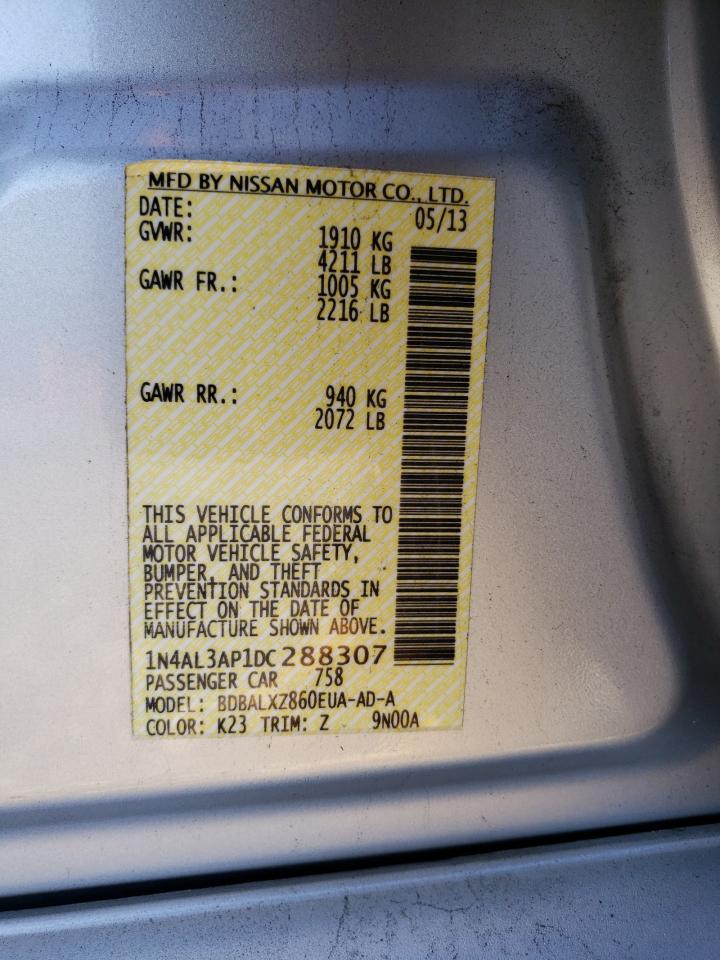 MFD BY NISSAN MOTOR CO., LTD.
DATE: 05/13
GVWR: 1910 KG
4211 LB
GAWR FR.: 1005 KG
2216 LB
GAWR RR.: 940 KG
2072 LB
THIS VEHICLE CONFORMS TO
ALL APPLICABLE FEDERAL
MOTOR VEHICLE SAFETY,
BUMPER, AND THEFT
PREVENTION STANDARDS IN
EFFECT ON THE DATE OF
MANUFACTURE SHOWN ABOVE.
1N4AL3AP1DC288307
PASSENGER CAR 758
MODEL: BDBALXZ860EUA-AD-A
COLOR: K23 TRIM: Z 9N00A